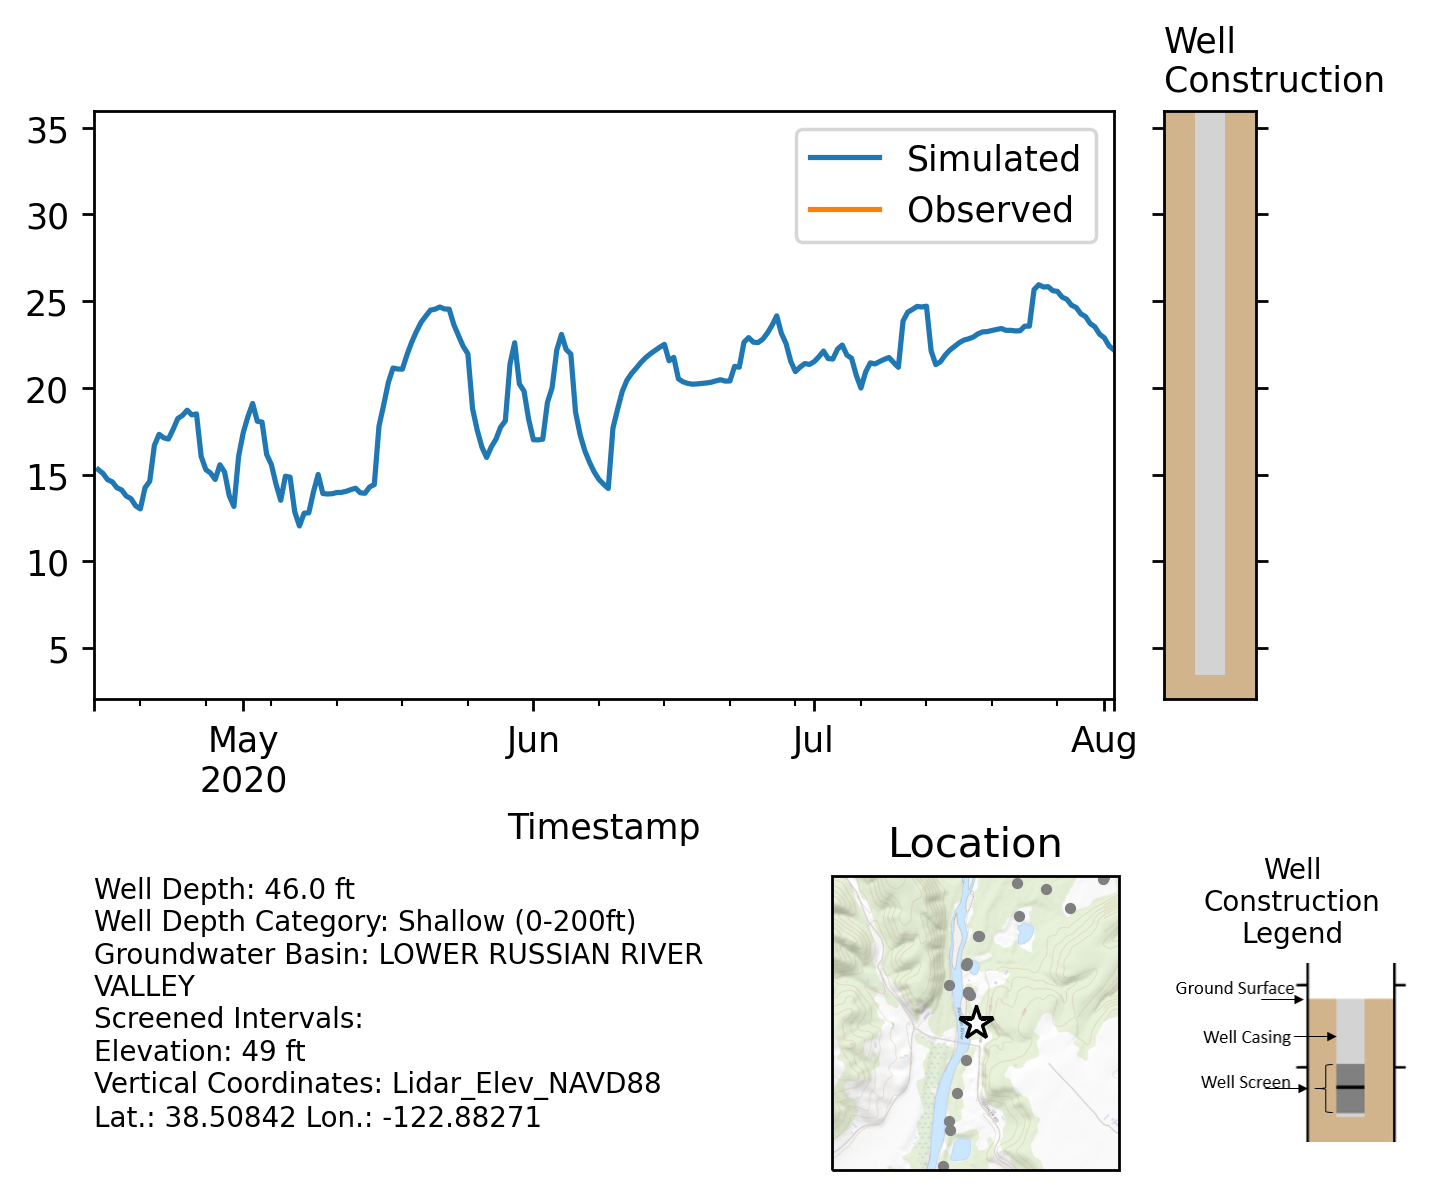 Well
Construction
35
30
25
20
15
10
5
Simulated
Observed
May
2020
Jun
Jul
Aug
Timestamp
Well Depth: 46.0 ft
Well Depth Category: Shallow (0-200ft)
Groundwater Basin: LOWER RUSSIAN RIVER
VALLEY
Screened Intervals:
Elevation: 49 ft
Vertical Coordinates: Lidar_Elev_NAVD88
Lat.: 38.50842 Lon.: -122.88271
Location
Well
Construction
Legend
Ground Surface
Well Casing
Well Screen